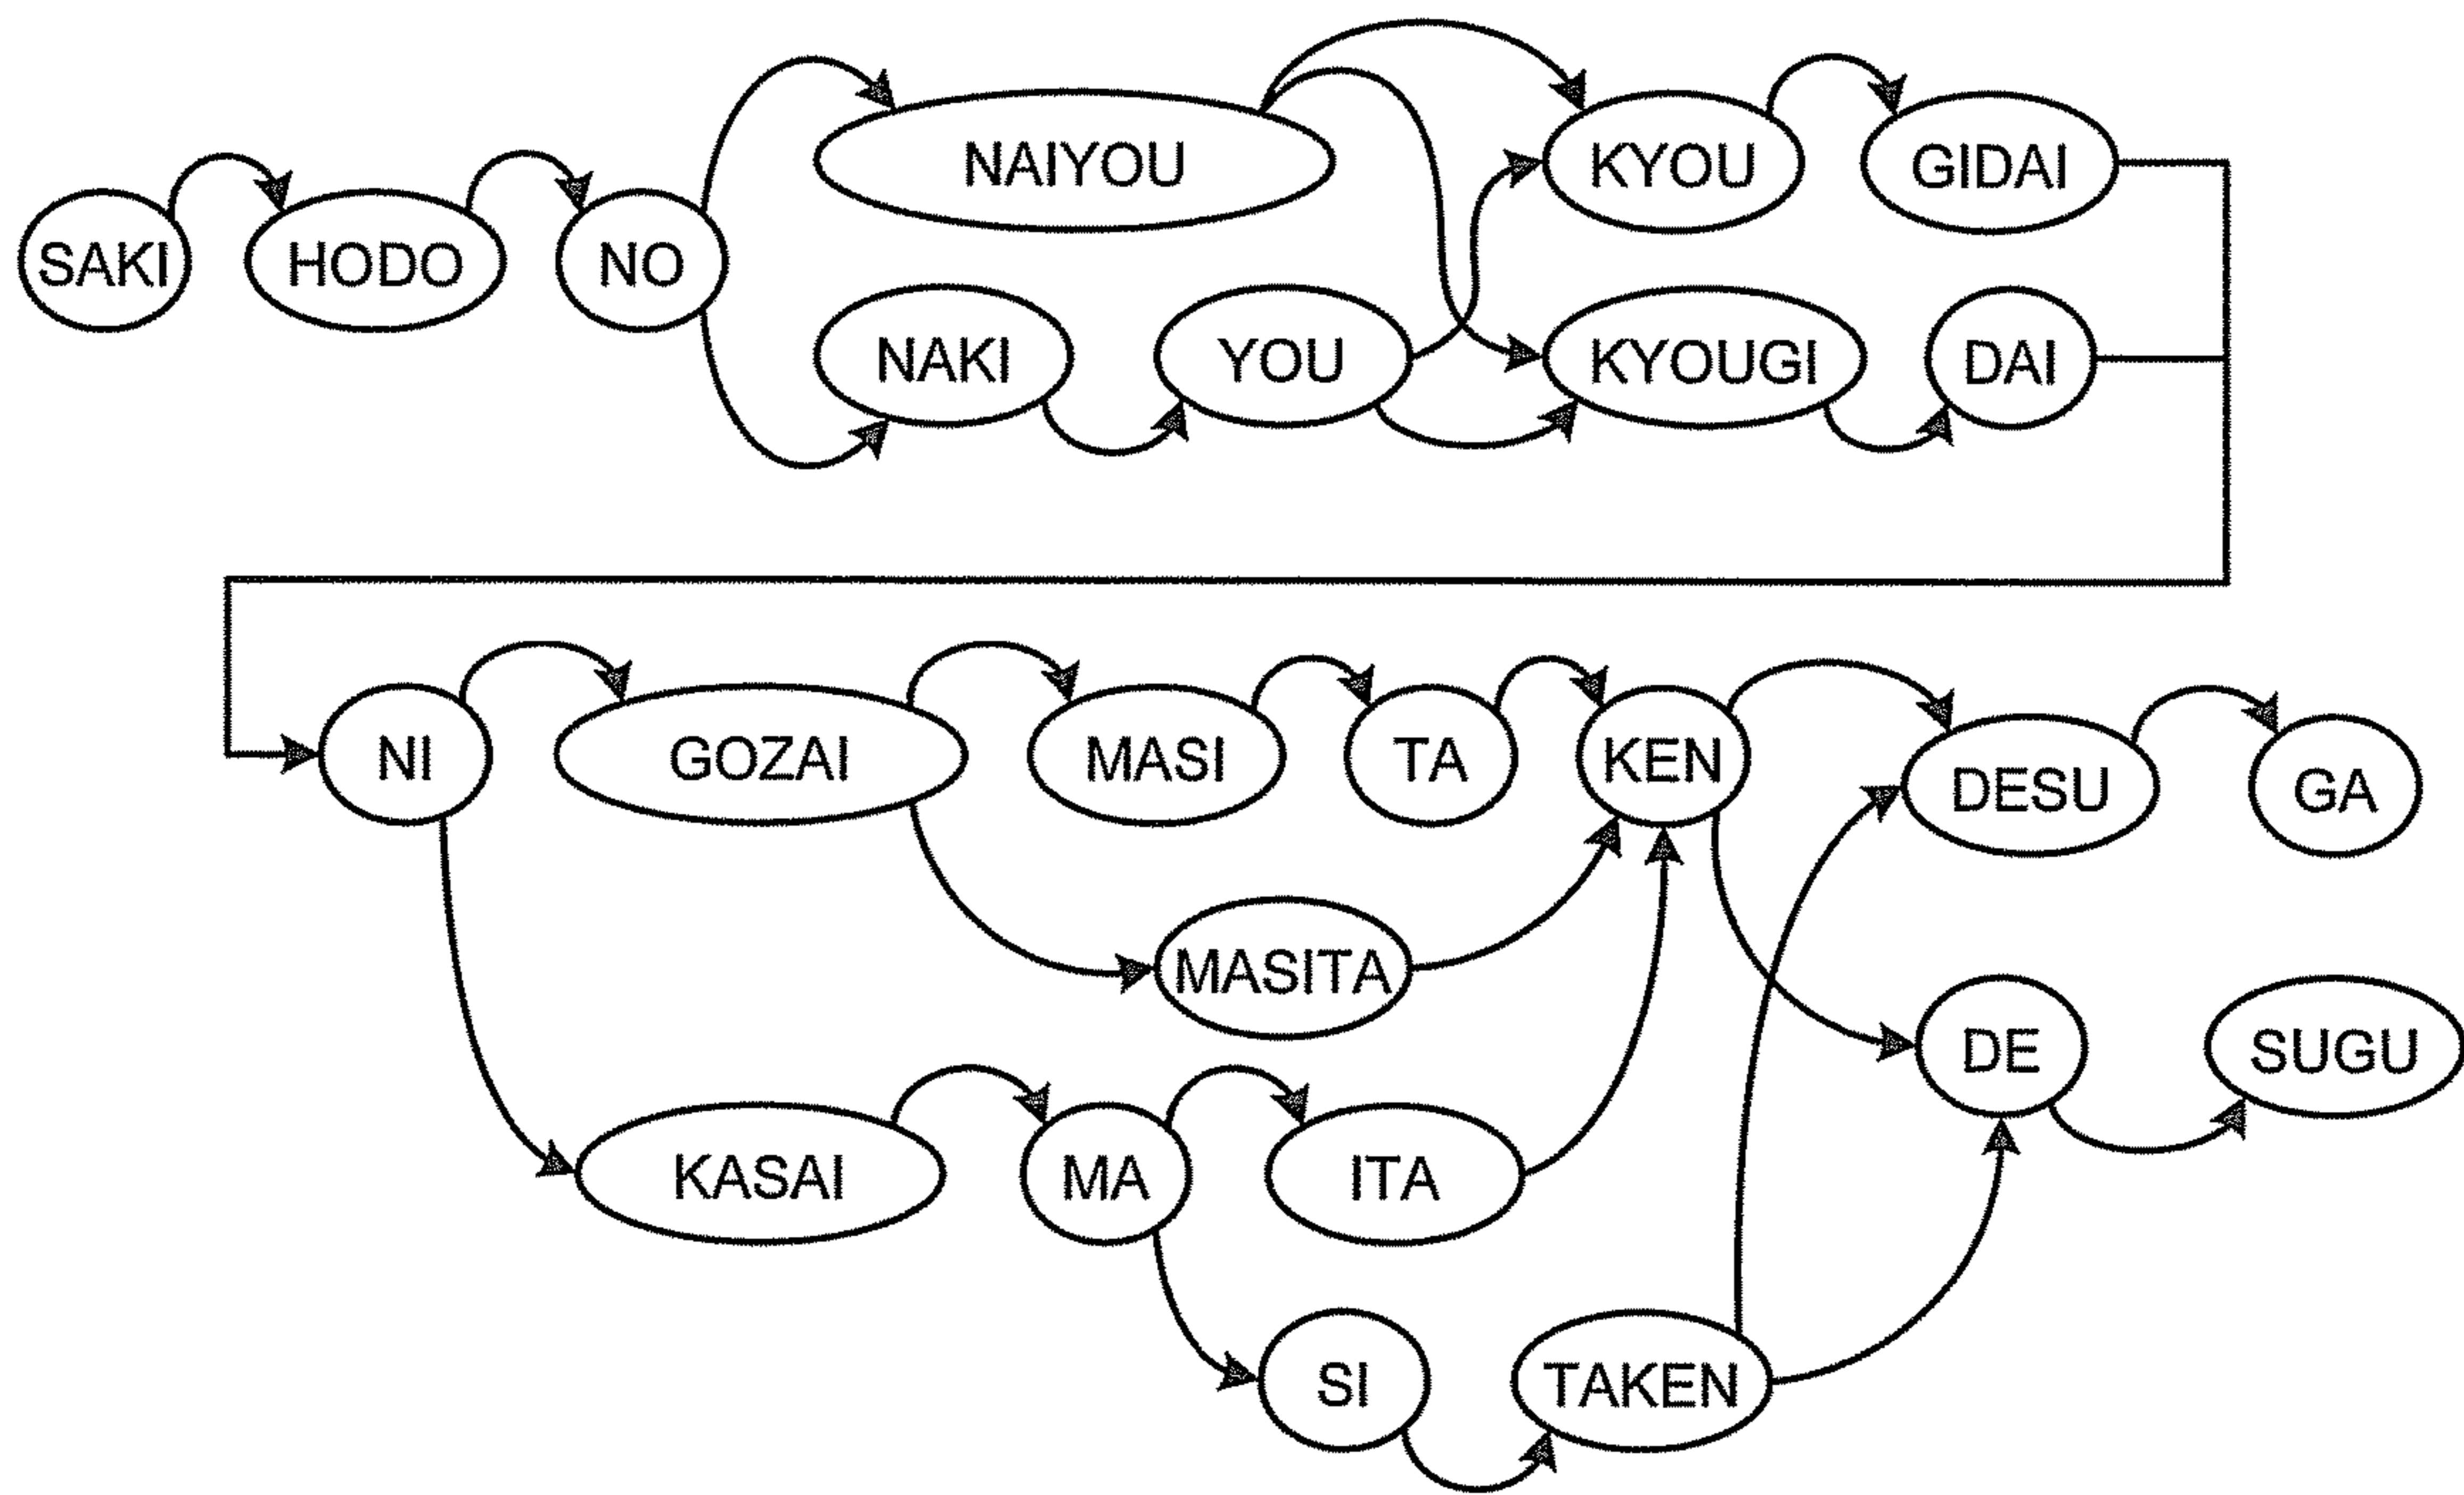 NAIYOU KYOU GIDAI
SAKI HODO NO
NAKI YOU KYOUGI DAI
NI GOZAI MASI TA KEN DESU GA
MASITA
DE SUGU
KASAI MA ITA
SI TAKEN